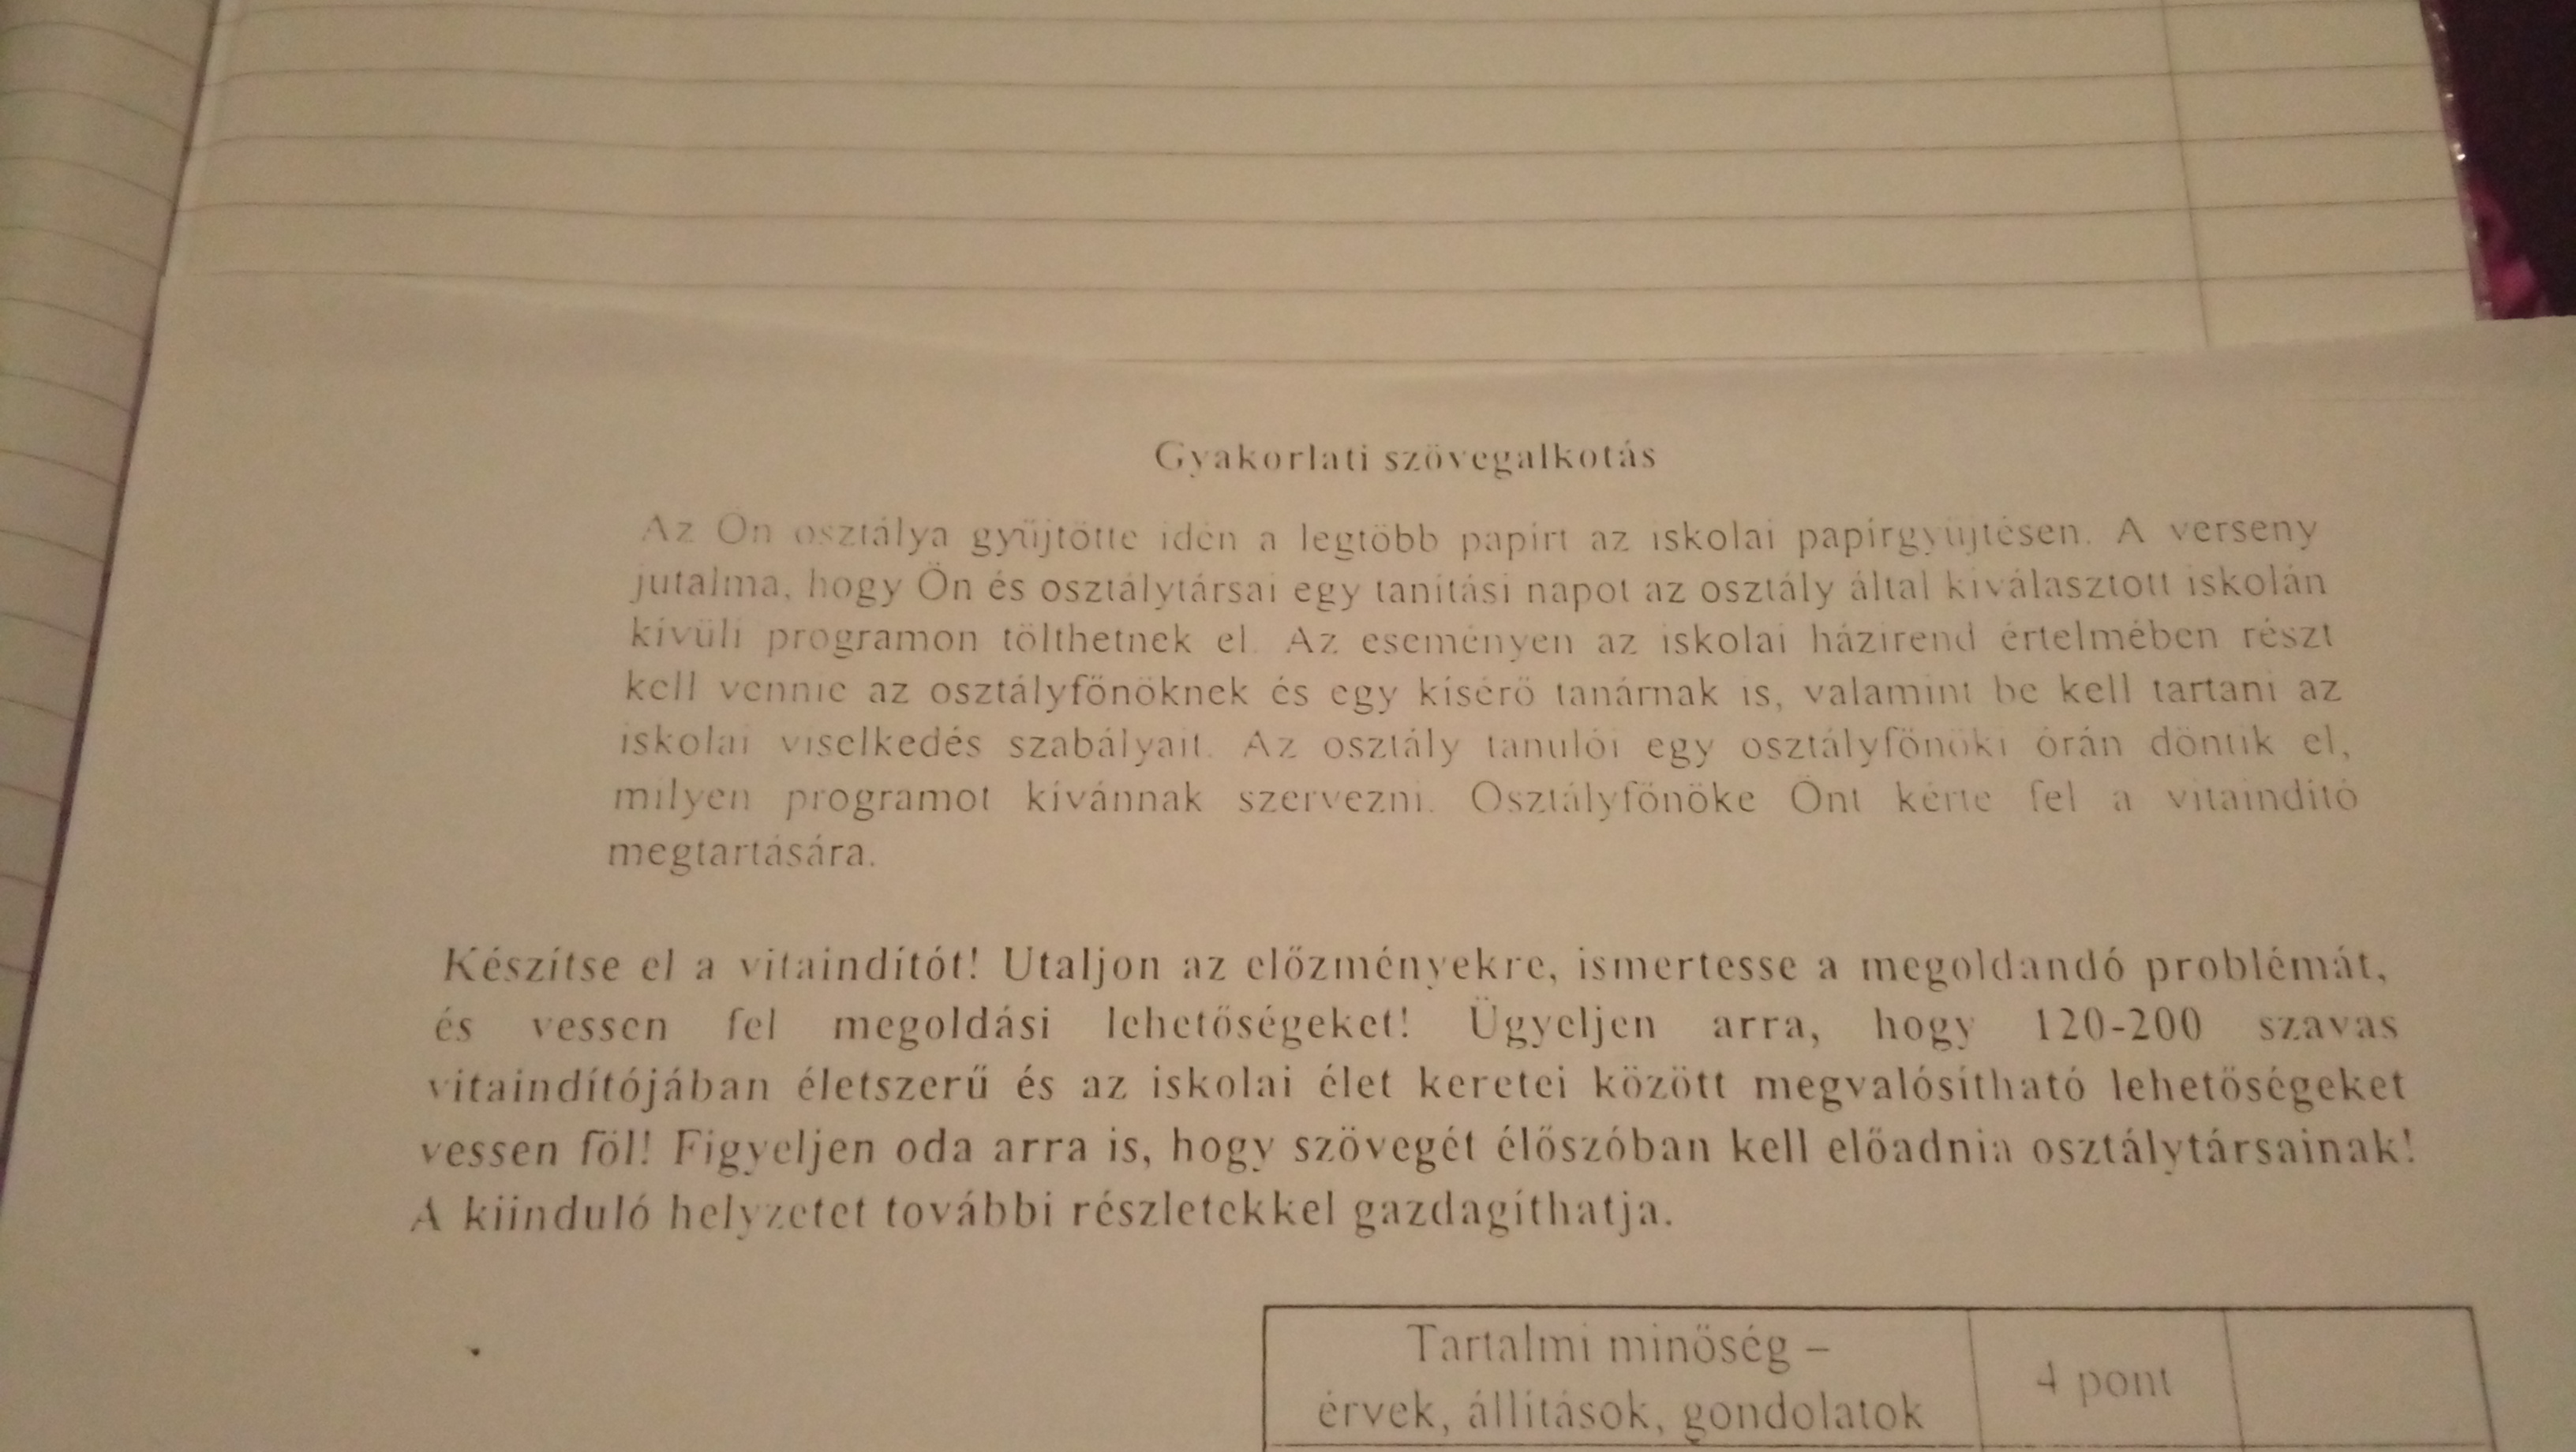 Gyakorlati szövegalkotás
Az Ön osztálya gyűjtötte idén a legtöbb papírt az iskolai papírgyűjtésen. A verseny
jutalma, hogy Ön és osztálytársai egy tanítási napot az osztály által kiválasztott iskolán
kívüli programon tölthetnek el. Az eseményen az iskolai házirend értelmében részt
kell vennie az osztályfőnöknek és egy kísérő tanárnak is, valamint be kell tartani az
iskolai viselkedés szabályait. Az osztály tanulói egy osztályfőnöki órán döntik el,
milyen programot kívánnak szervezni. Osztályfőnöke Önt kérte fel a vitaindító
megtartására.
Készítse el a vitaindítót! Utaljon az előzményekre, ismertesse a megoldandó problémát,
és vessen fel megoldási lehetőségeket! Ügyeljen arra, hogy 120-200 szavas
vitaindítójában életszerű és az iskolai élet keretei között megvalósítható lehetőségeket
vessen föl! Figyeljen oda arra is, hogy szövegét élőszóban kell előadnia osztálytársainak!
A kiinduló helyzetet további részletekkel gazdagíthatja.
Tartalmi minőség –
érvek, állítások, gondolatok
4 pont